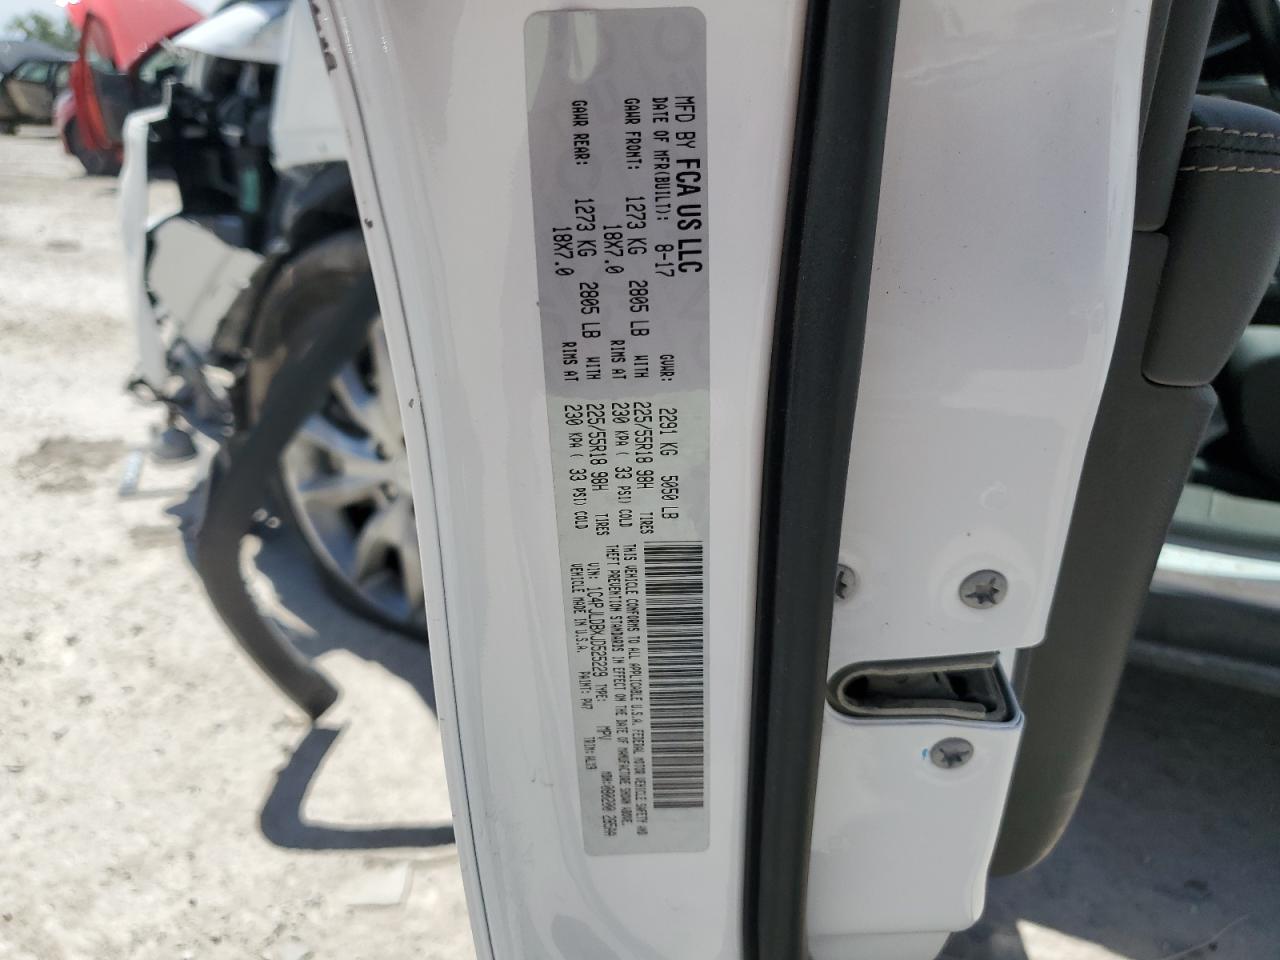 MFD BY FCA US LLC
DATE OF MFR(BUILT): 8-17 GVWR: 2291 KG 5050 LB
GAWR FRONT: 1273 KG 2805 LB WITH 225/55R18 98H TIRES
18X7.0 RIMS AT 230 KPA ( 33 PSI) COLD
GAWR REAR: 1273 KG 2805 LB WITH 225/55R18 98H TIRES
18X7.0 RIMS AT 230 KPA ( 33 PSI) COLD
THIS VEHICLE CONFORMS TO ALL APPLICABLE U.S.A. FEDERAL MOTOR VEHICLE SAFETY AND
THEFT PREVENTION STANDARDS IN EFFECT ON THE DATE OF MANUFACTURE SHOWN ABOVE.
VIN: 1C4PJLDBXJD525229 TYPE: MPV
VEHICLE MADE IN U.S.A. PAINT: PW7 TRIM: